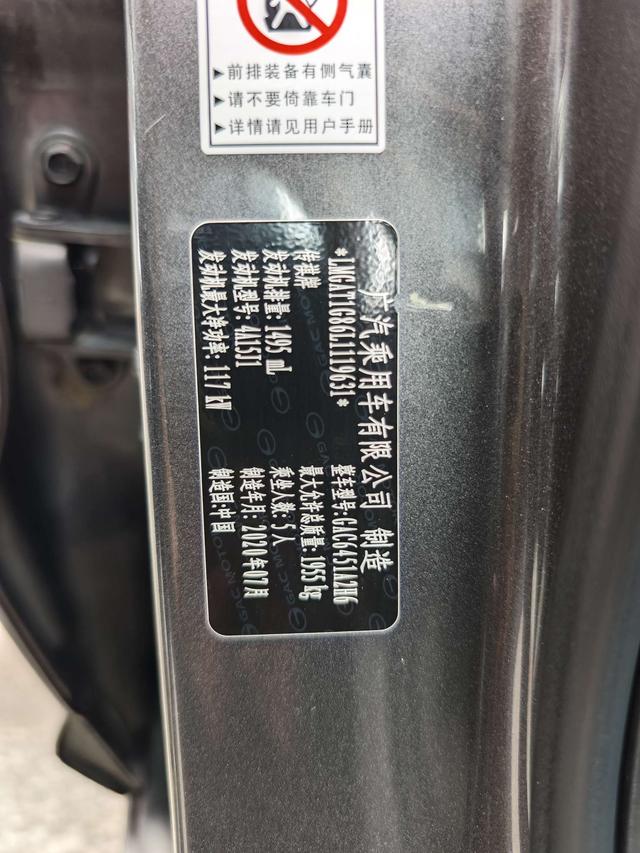 ▶前排装备有侧气囊
▶请不要倚靠车门
▶详情请见用户手册
广汽乘用车有限公司 制造
*LMGAT1G86L1119631*
整车型号:GAC6451A2H6
传祺牌
最大允许总质量:1955 kg
发动机排量:1495 mL
乘坐人数:5人
发动机型号:4A15J1
制造年月:2020年07月
发动机最大净功率:117 kW
制造国:中国
GAC MOTOR